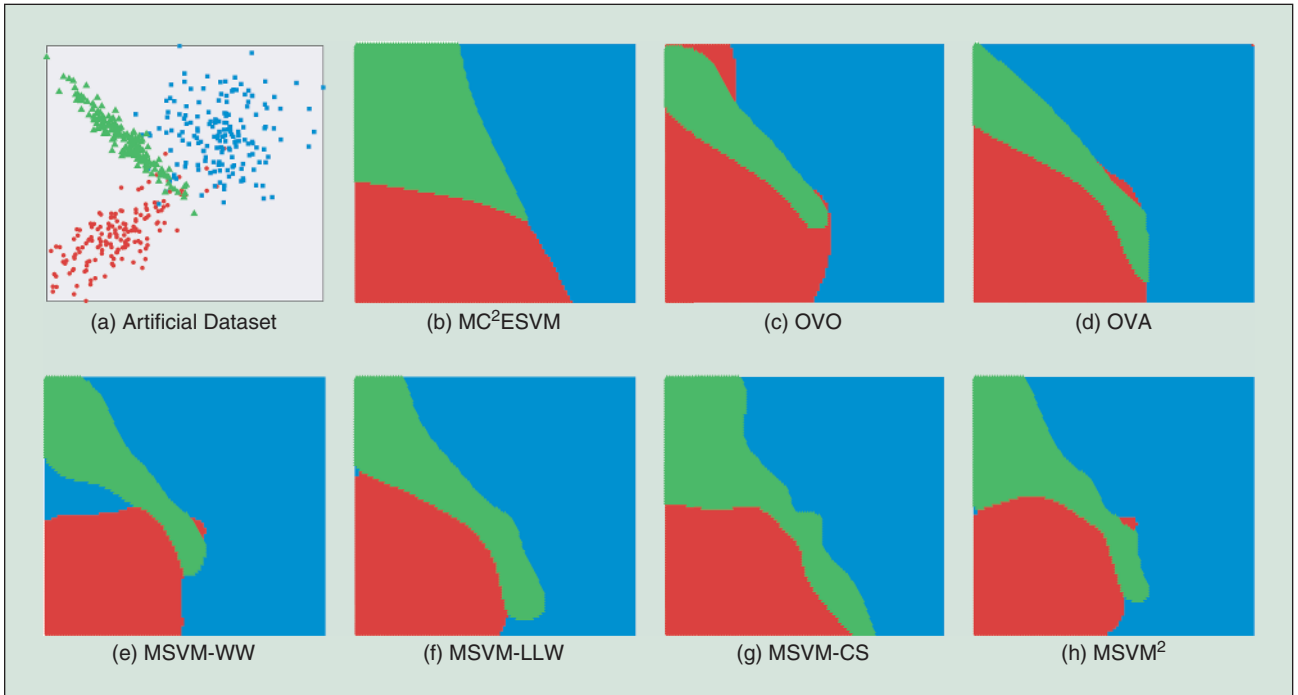 (a) Artificial Dataset
(b) MC²ESVM
(c) OVO
(d) OVA
(e) MSVM-WW
(f) MSVM-LLW
(g) MSVM-CS
(h) MSVM²